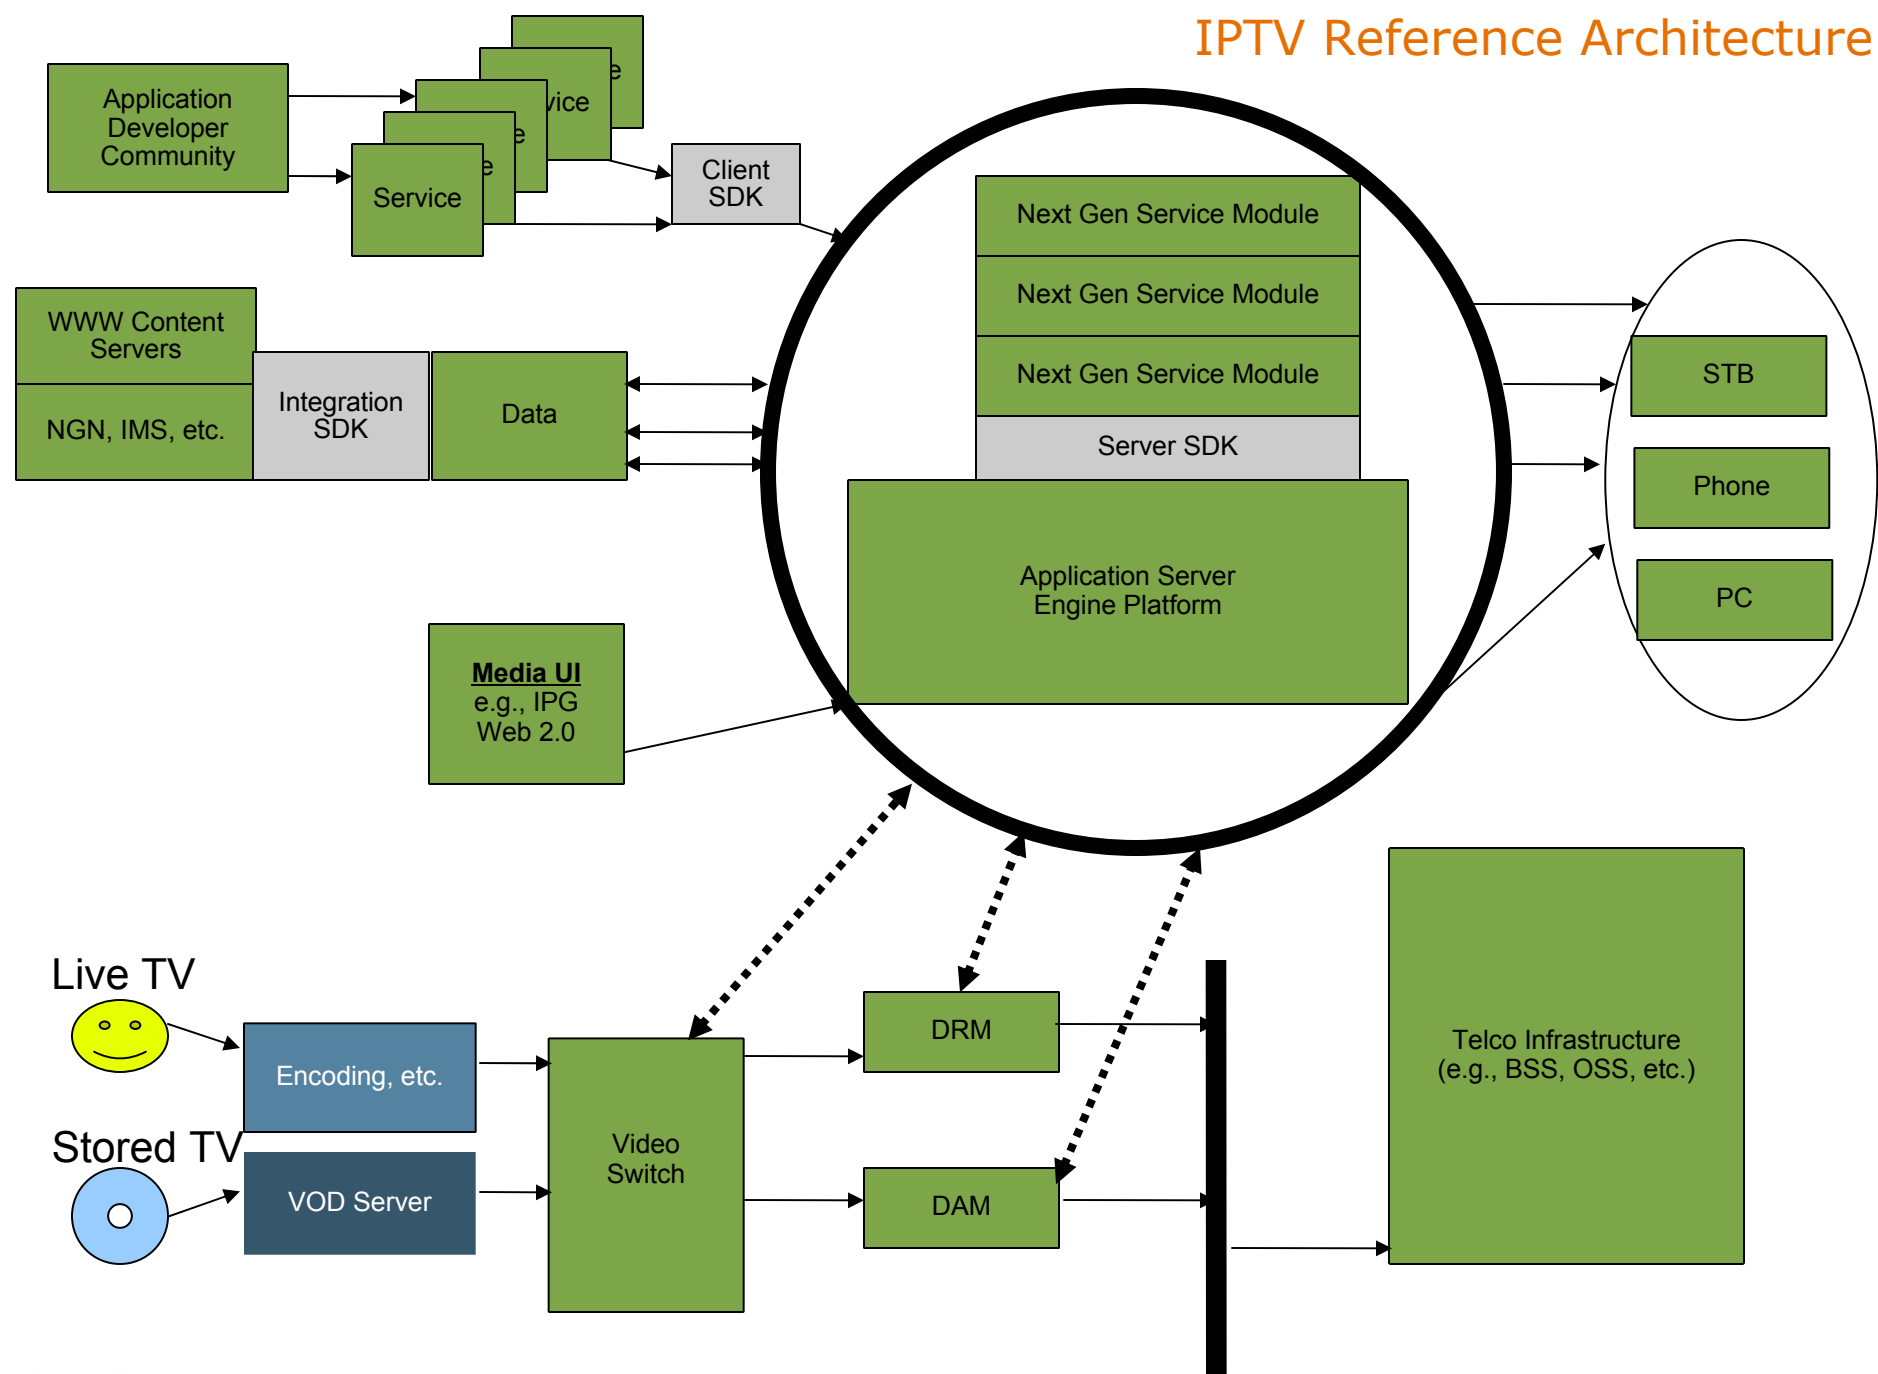 IPTV Reference Architecture
Application
Developer
Community
Service
vice
e
e
e
e
Client
SDK
Next Gen Service Module
Next Gen Service Module
Next Gen Service Module
Server SDK
Application Server
Engine Platform
WWW Content
Servers
NGN, IMS, etc.
Integration
SDK
Data
STB
Phone
PC
Media UI
e.g., IPG
Web 2.0
Live TV
Encoding, etc.
Stored TV
VOD Server
Video
Switch
DRM
DAM
Telco Infrastructure
(e.g., BSS, OSS, etc.)